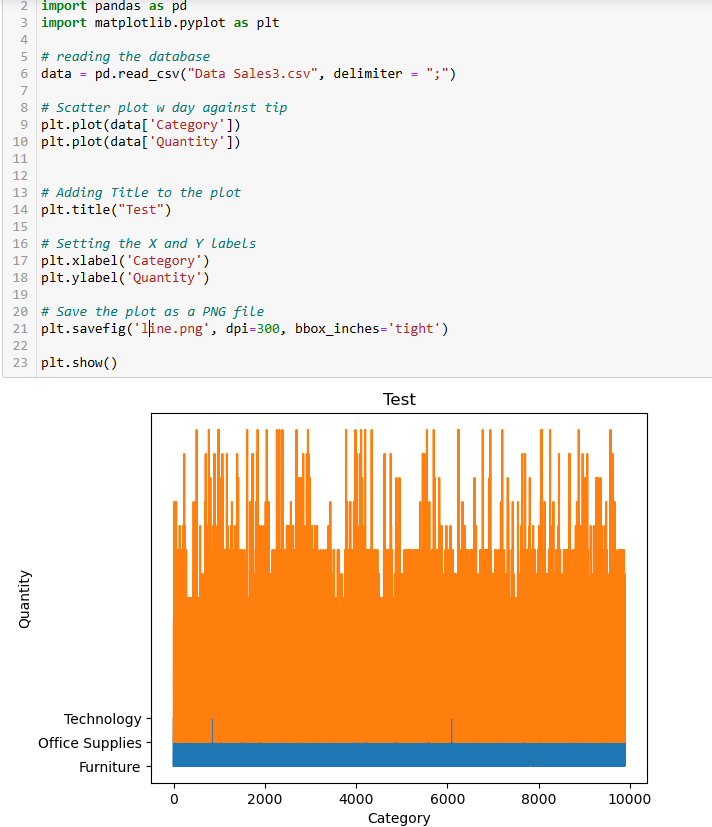 2 import pandas as pd
3 import matplotlib.pyplot as plt
4
5 # reading the database
6 data = pd.read_csv("Data Sales3.csv", delimiter = ";")
7
8 # Scatter plot w day against tip
9 plt.plot(data['Category'])
10 plt.plot(data['Quantity'])
11
12
13 # Adding Title to the plot
14 plt.title("Test")
15
16 # Setting the X and Y labels
17 plt.xlabel('Category')
18 plt.ylabel('Quantity')
19
20 # Save the plot as a PNG file
21 plt.savefig('line.png', dpi=300, bbox_inches='tight')
22
23 plt.show()
Test
Quantity
Technology
Office Supplies
Furniture
0 2000 4000 6000 8000 10000
Category